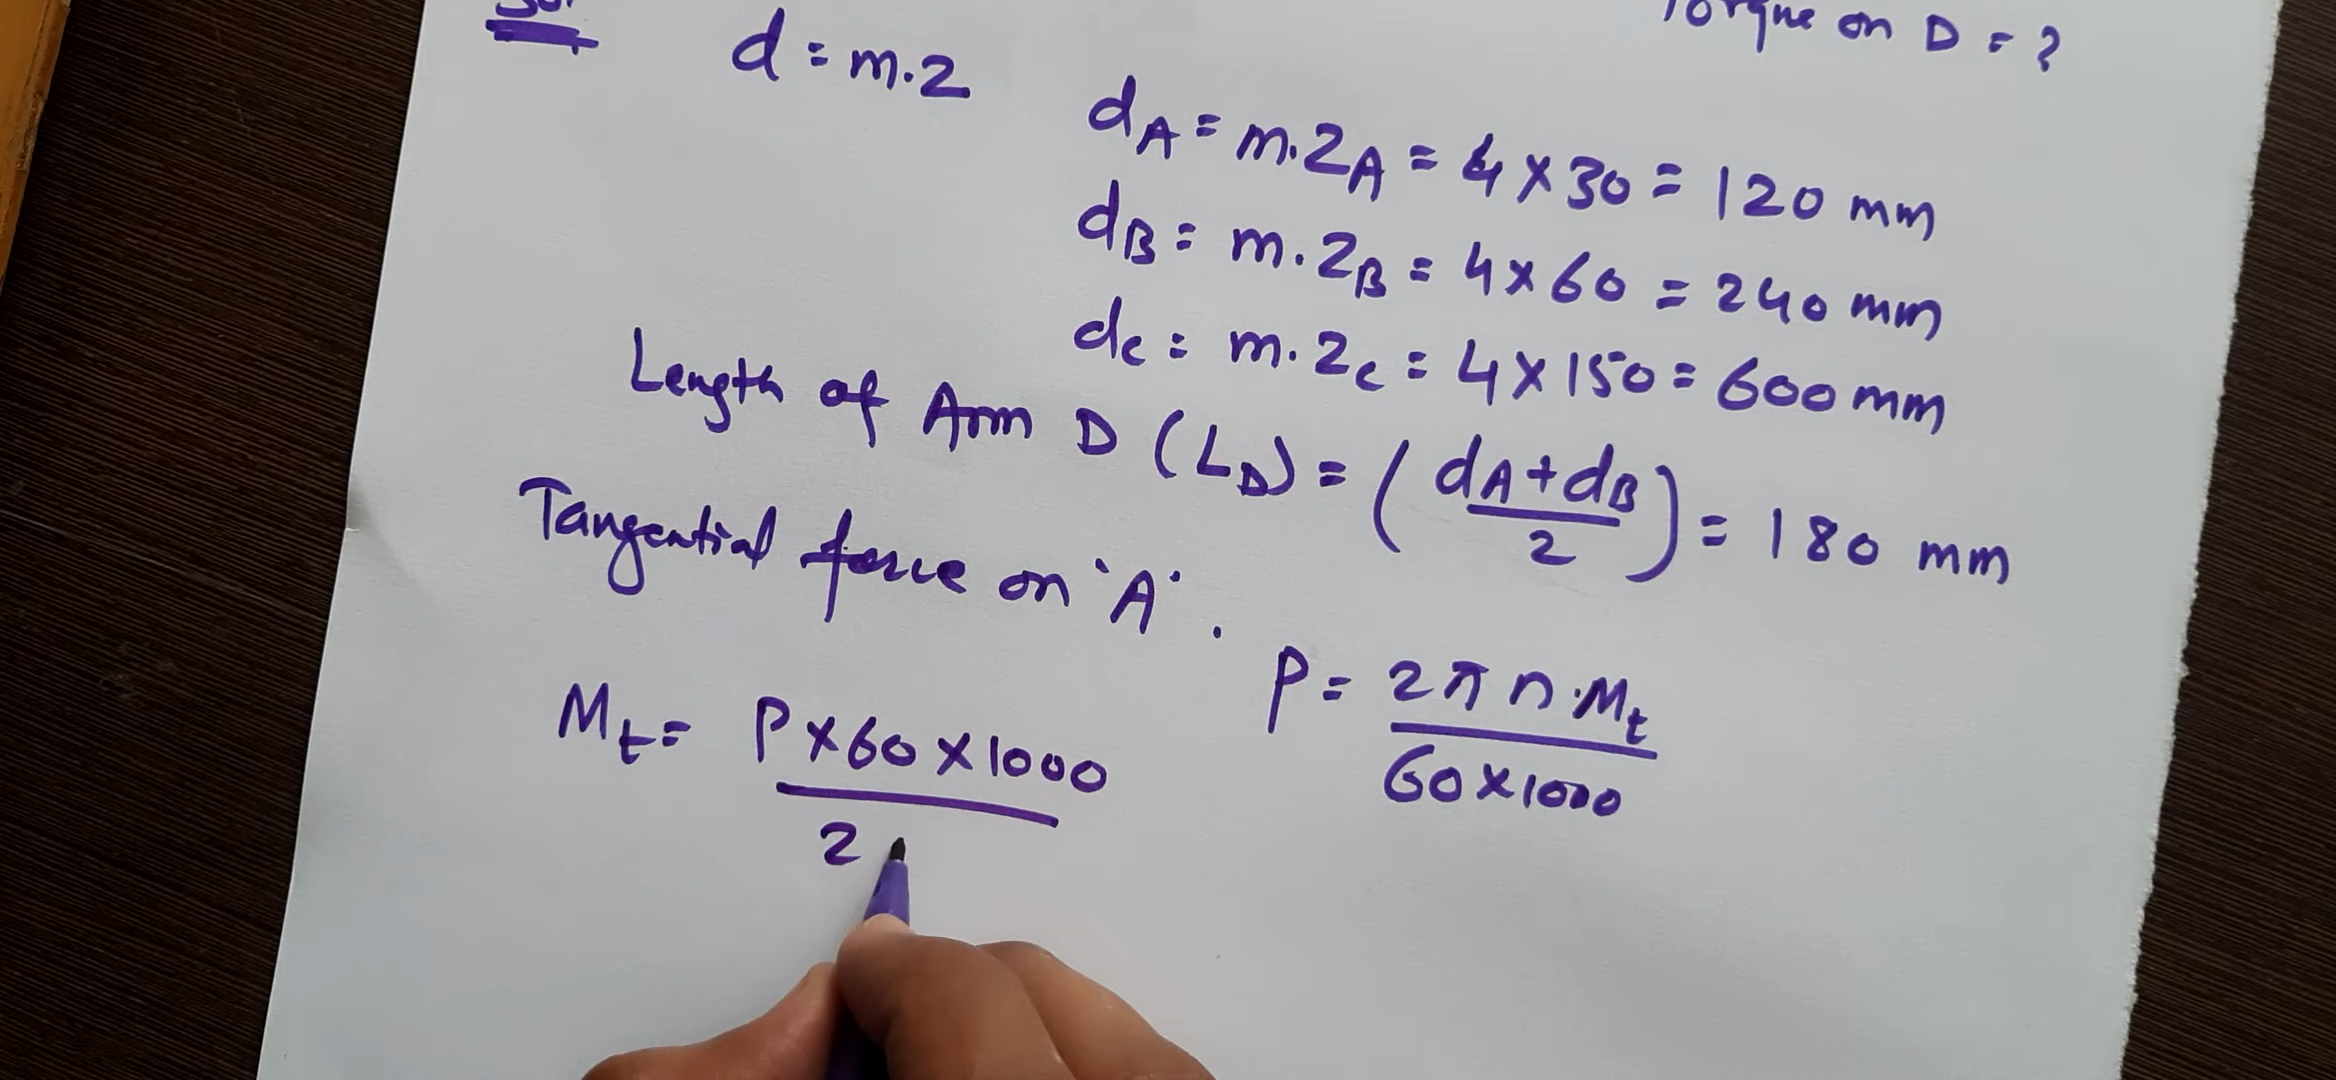 Sol.
Torque on D = ?
d = m.z
dA = m.zA = 4 × 30 = 120 mm
dB = m.zB = 4 × 60 = 240 mm
dc = m.zc = 4 × 150 = 600 mm
Length of Arm D (LD) = (dA + dB / 2) = 180 mm
Tangential force on 'A'.
P = 2πn.Mt / 60×1000
Mt = P×60×1000 / 2